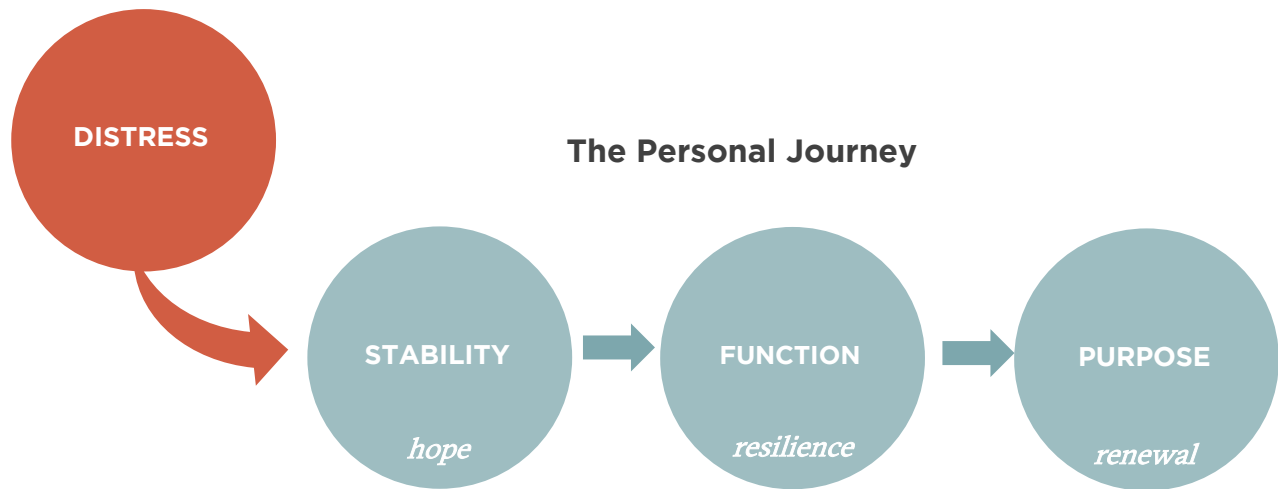 DISTRESS
The Personal Journey
STABILITY
hope
FUNCTION
resilience
PURPOSE
renewal